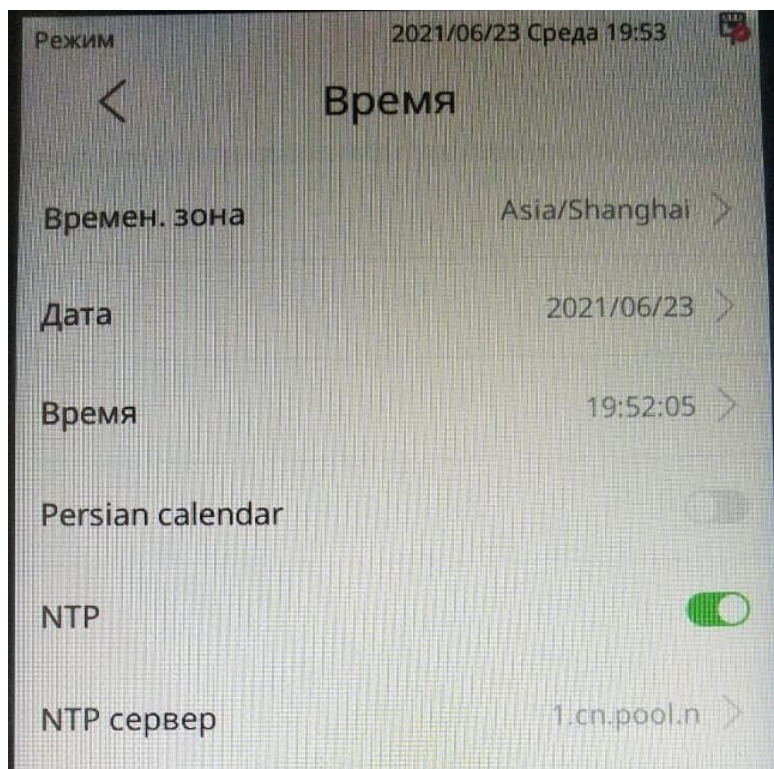 Режим 2021/06/23 Среда 19:53
Время
Времен. зона Asia/Shanghai
Дата 2021/06/23
Время 19:52:05
Persian calendar
NTP
NTP сервер 1.cn.pool.n